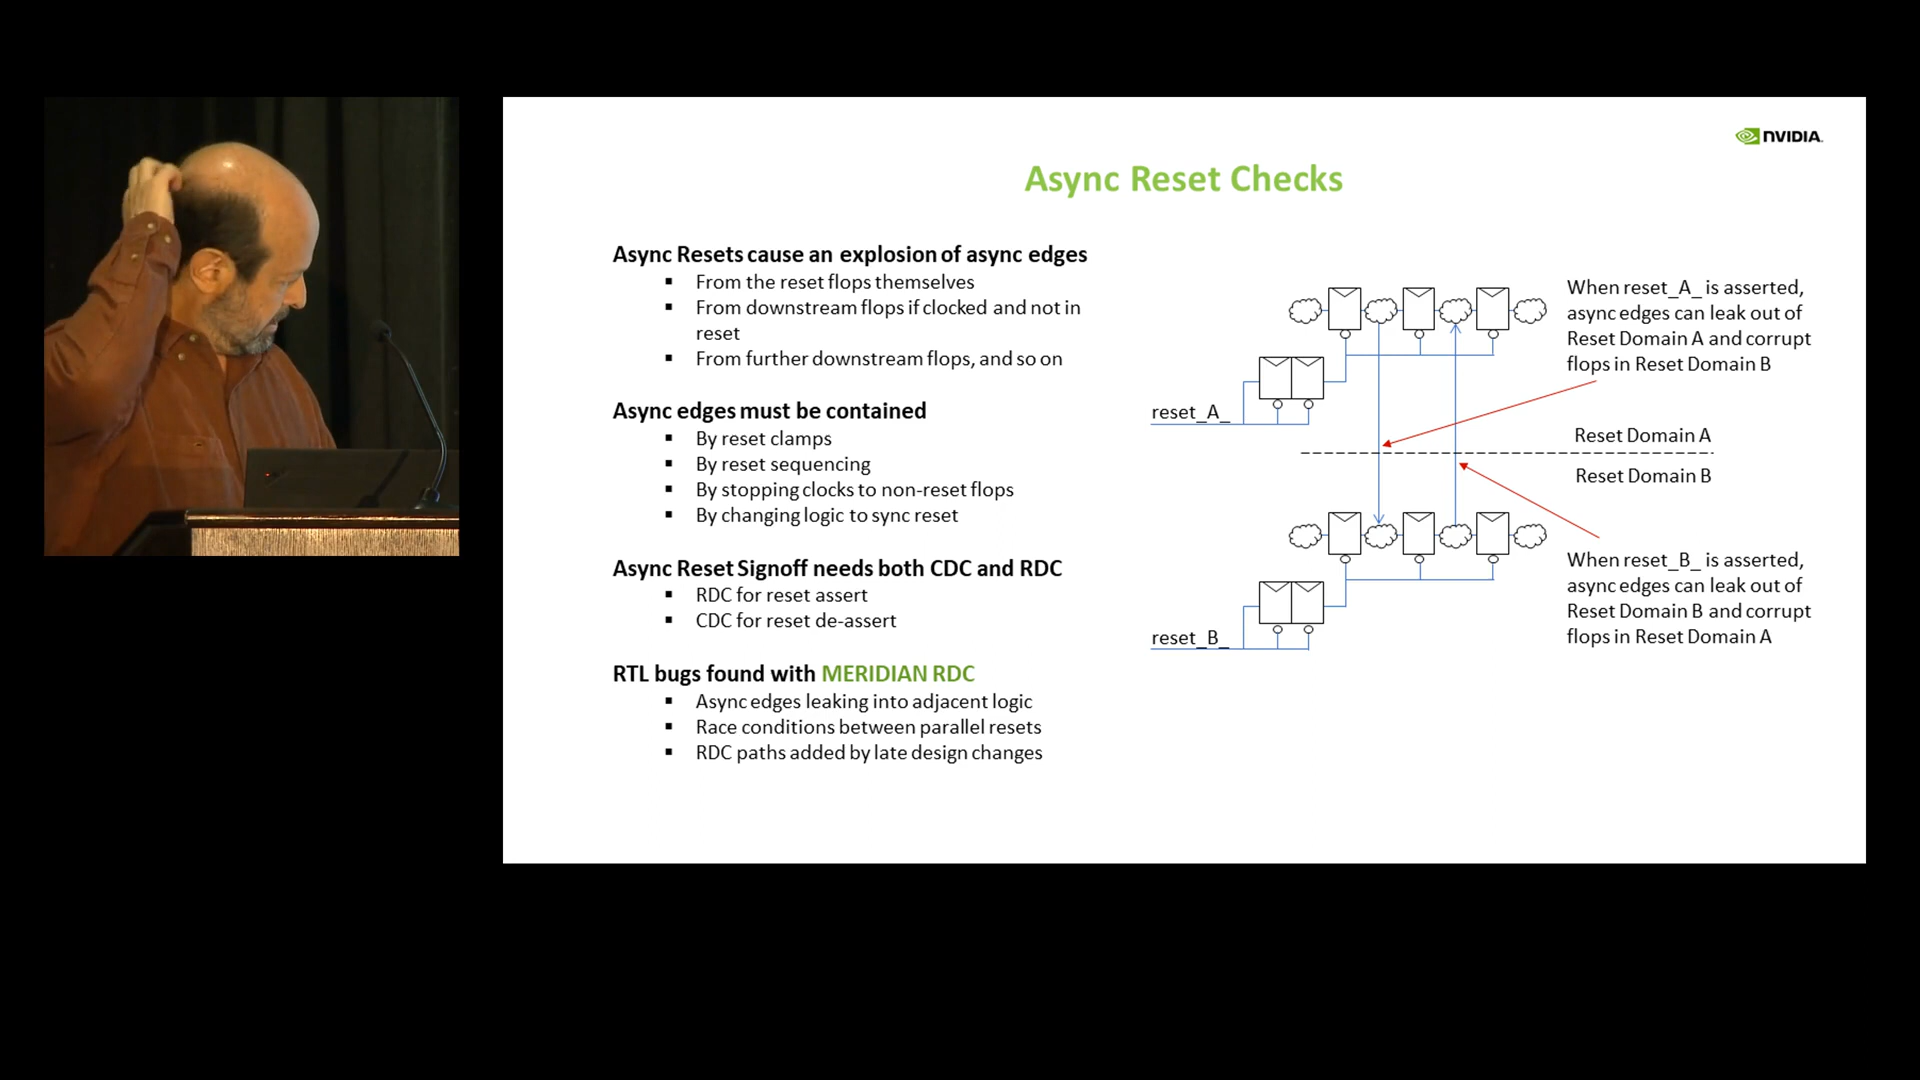 NVIDIA.
Async Reset Checks
Async Resets cause an explosion of async edges
From the reset flops themselves
From downstream flops if clocked and not in
reset
From further downstream flops, and so on
Async edges must be contained
By reset clamps
By reset sequencing
By stopping clocks to non-reset flops
By changing logic to sync reset
Async Reset Signoff needs both CDC and RDC
RDC for reset assert
CDC for reset de-assert
RTL bugs found with MERIDIAN RDC
Async edges leaking into adjacent logic
Race conditions between parallel resets
RDC paths added by late design changes
When reset_A_ is asserted,
async edges can leak out of
Reset Domain A and corrupt
flops in Reset Domain B
reset_A_
Reset Domain A
Reset Domain B
When reset_B_ is asserted,
async edges can leak out of
Reset Domain B and corrupt
flops in Reset Domain A
reset_B_